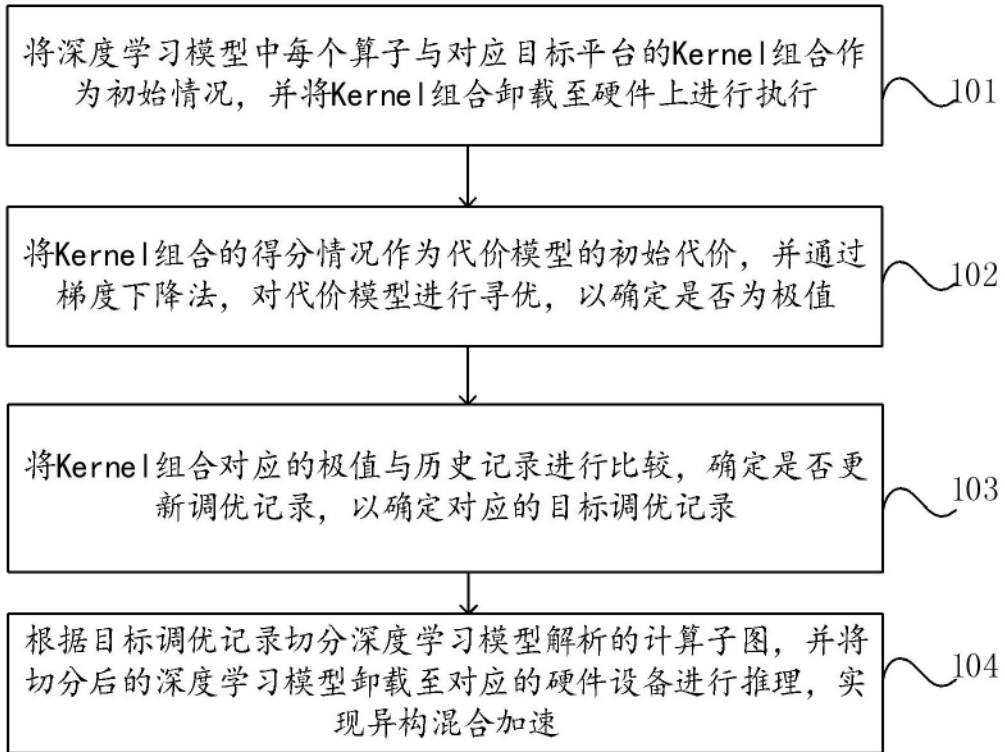 将深度学习模型中每个算子与对应目标平台的Kernel组合作
为初始情况，并将Kernel组合卸载至硬件上进行执行
101
将Kernel组合的得分情况作为代价模型的初始代价，并通过
梯度下降法，对代价模型进行寻优，以确定是否为极值
102
将Kernel组合对应的极值与历史记录进行比较，确定是否更
新调优记录，以确定对应的目标调优记录
103
根据目标调优记录切分深度学习模型解析的计算子图，并将
切分后的深度学习模型卸载至对应的硬件设备进行推理，实
现异构混合加速
104